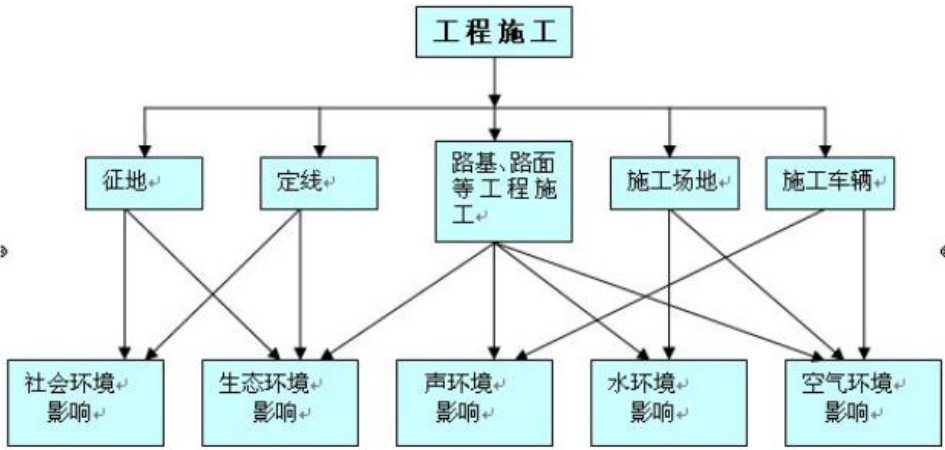 工程施工
征地
定线
路基、路面
等工程施
工
施工场地
施工车辆
社会环境
影响
生态环境
影响
声环境
影响
水环境
影响
空气环境
影响